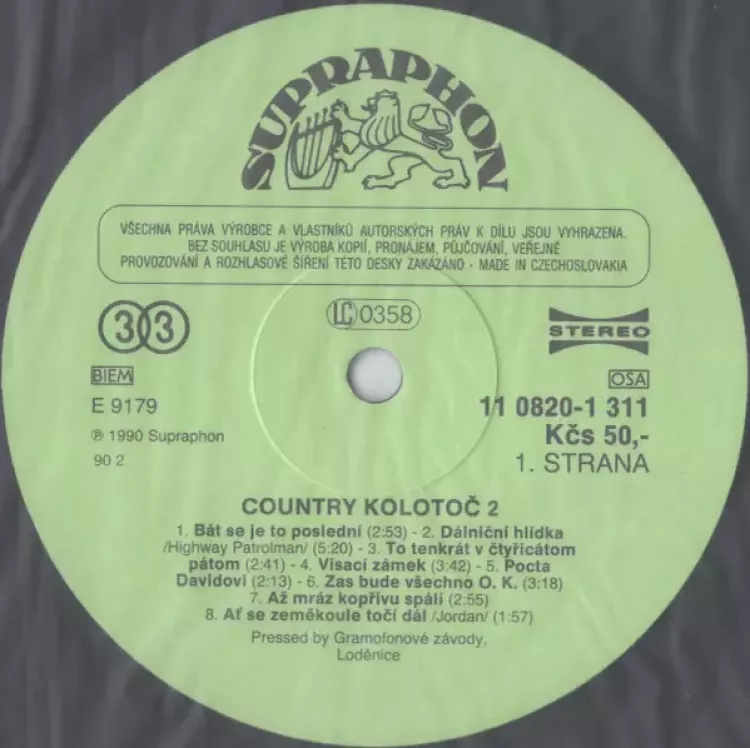 SUPRAPHON
VŠECHNA PRÁVA VÝROBCE A VLASTNÍKŮ AUTORSKÝCH PRÁV K DÍLU JSOU VYHRAZENA.
BEZ SOUHLASU JE VÝROBA KOPIÍ, PRONÁJEM, PŮJČOVÁNÍ, VEŘEJNÉ
PROVOZOVÁNÍ A ROZHLASOVÉ ŠÍŘENÍ TÉTO DESKY ZAKÁZÁNO · MADE IN CZECHOSLOVAKIA
33
LC 0358
STEREO
BIEM
OSA
E 9179
11 0820-1 311
℗ 1990 Supraphon
Kčs 50,-
90 2
1. STRANA
COUNTRY KOLOTOČ 2
1. Bát se je to poslední (2:53) - 2. Dálniční hlídka
/Highway Patrolman/ (5:20) - 3. To tenkrát v čtyřicátom
pátom (2:41) - 4. Visací zámek (3:42) - 5. Pocta
Davidovi (2:13) - 6. Zas bude všechno O. K. (3:18)
7. Až mráz kopřivu spálí (2:55)
8. Ať se zeměkoule točí dál /Jordan/ (1:57)
Pressed by Gramofonové závody,
Loděnice